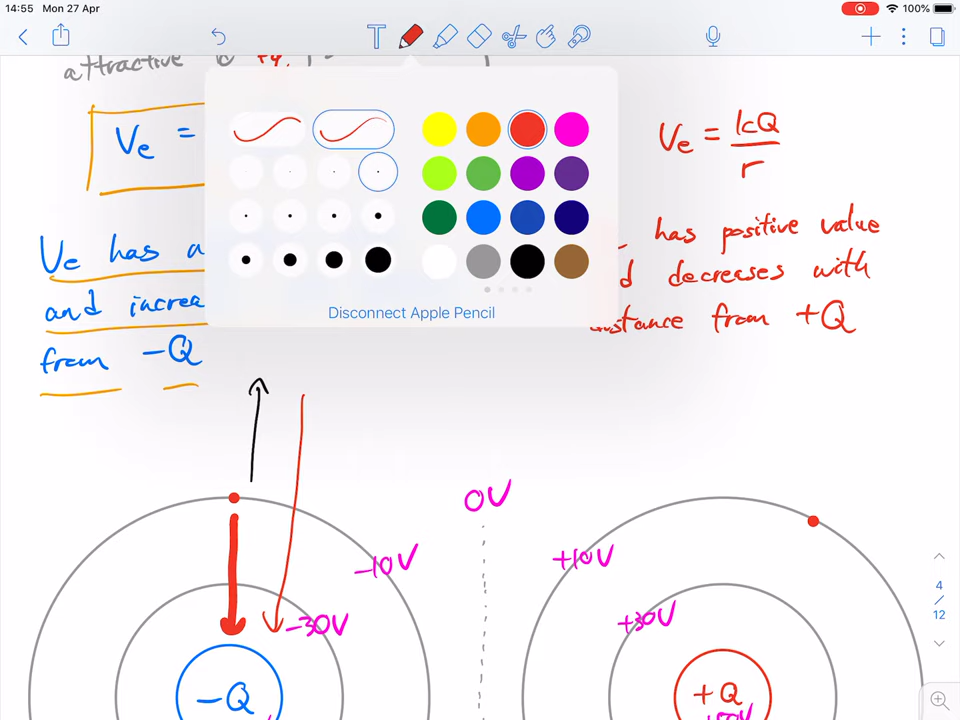 14:55 Mon 27 Apr
100%
T
attractive
+q,
Ve =
Ve has a
and increa
from -Q
Disconnect Apple Pencil
Ve = kQ
r
has positive value
d decreases with
istance from +Q
0V
-10V
-30V
-Q
+10V
+30V
+Q
+50V
4
/
12